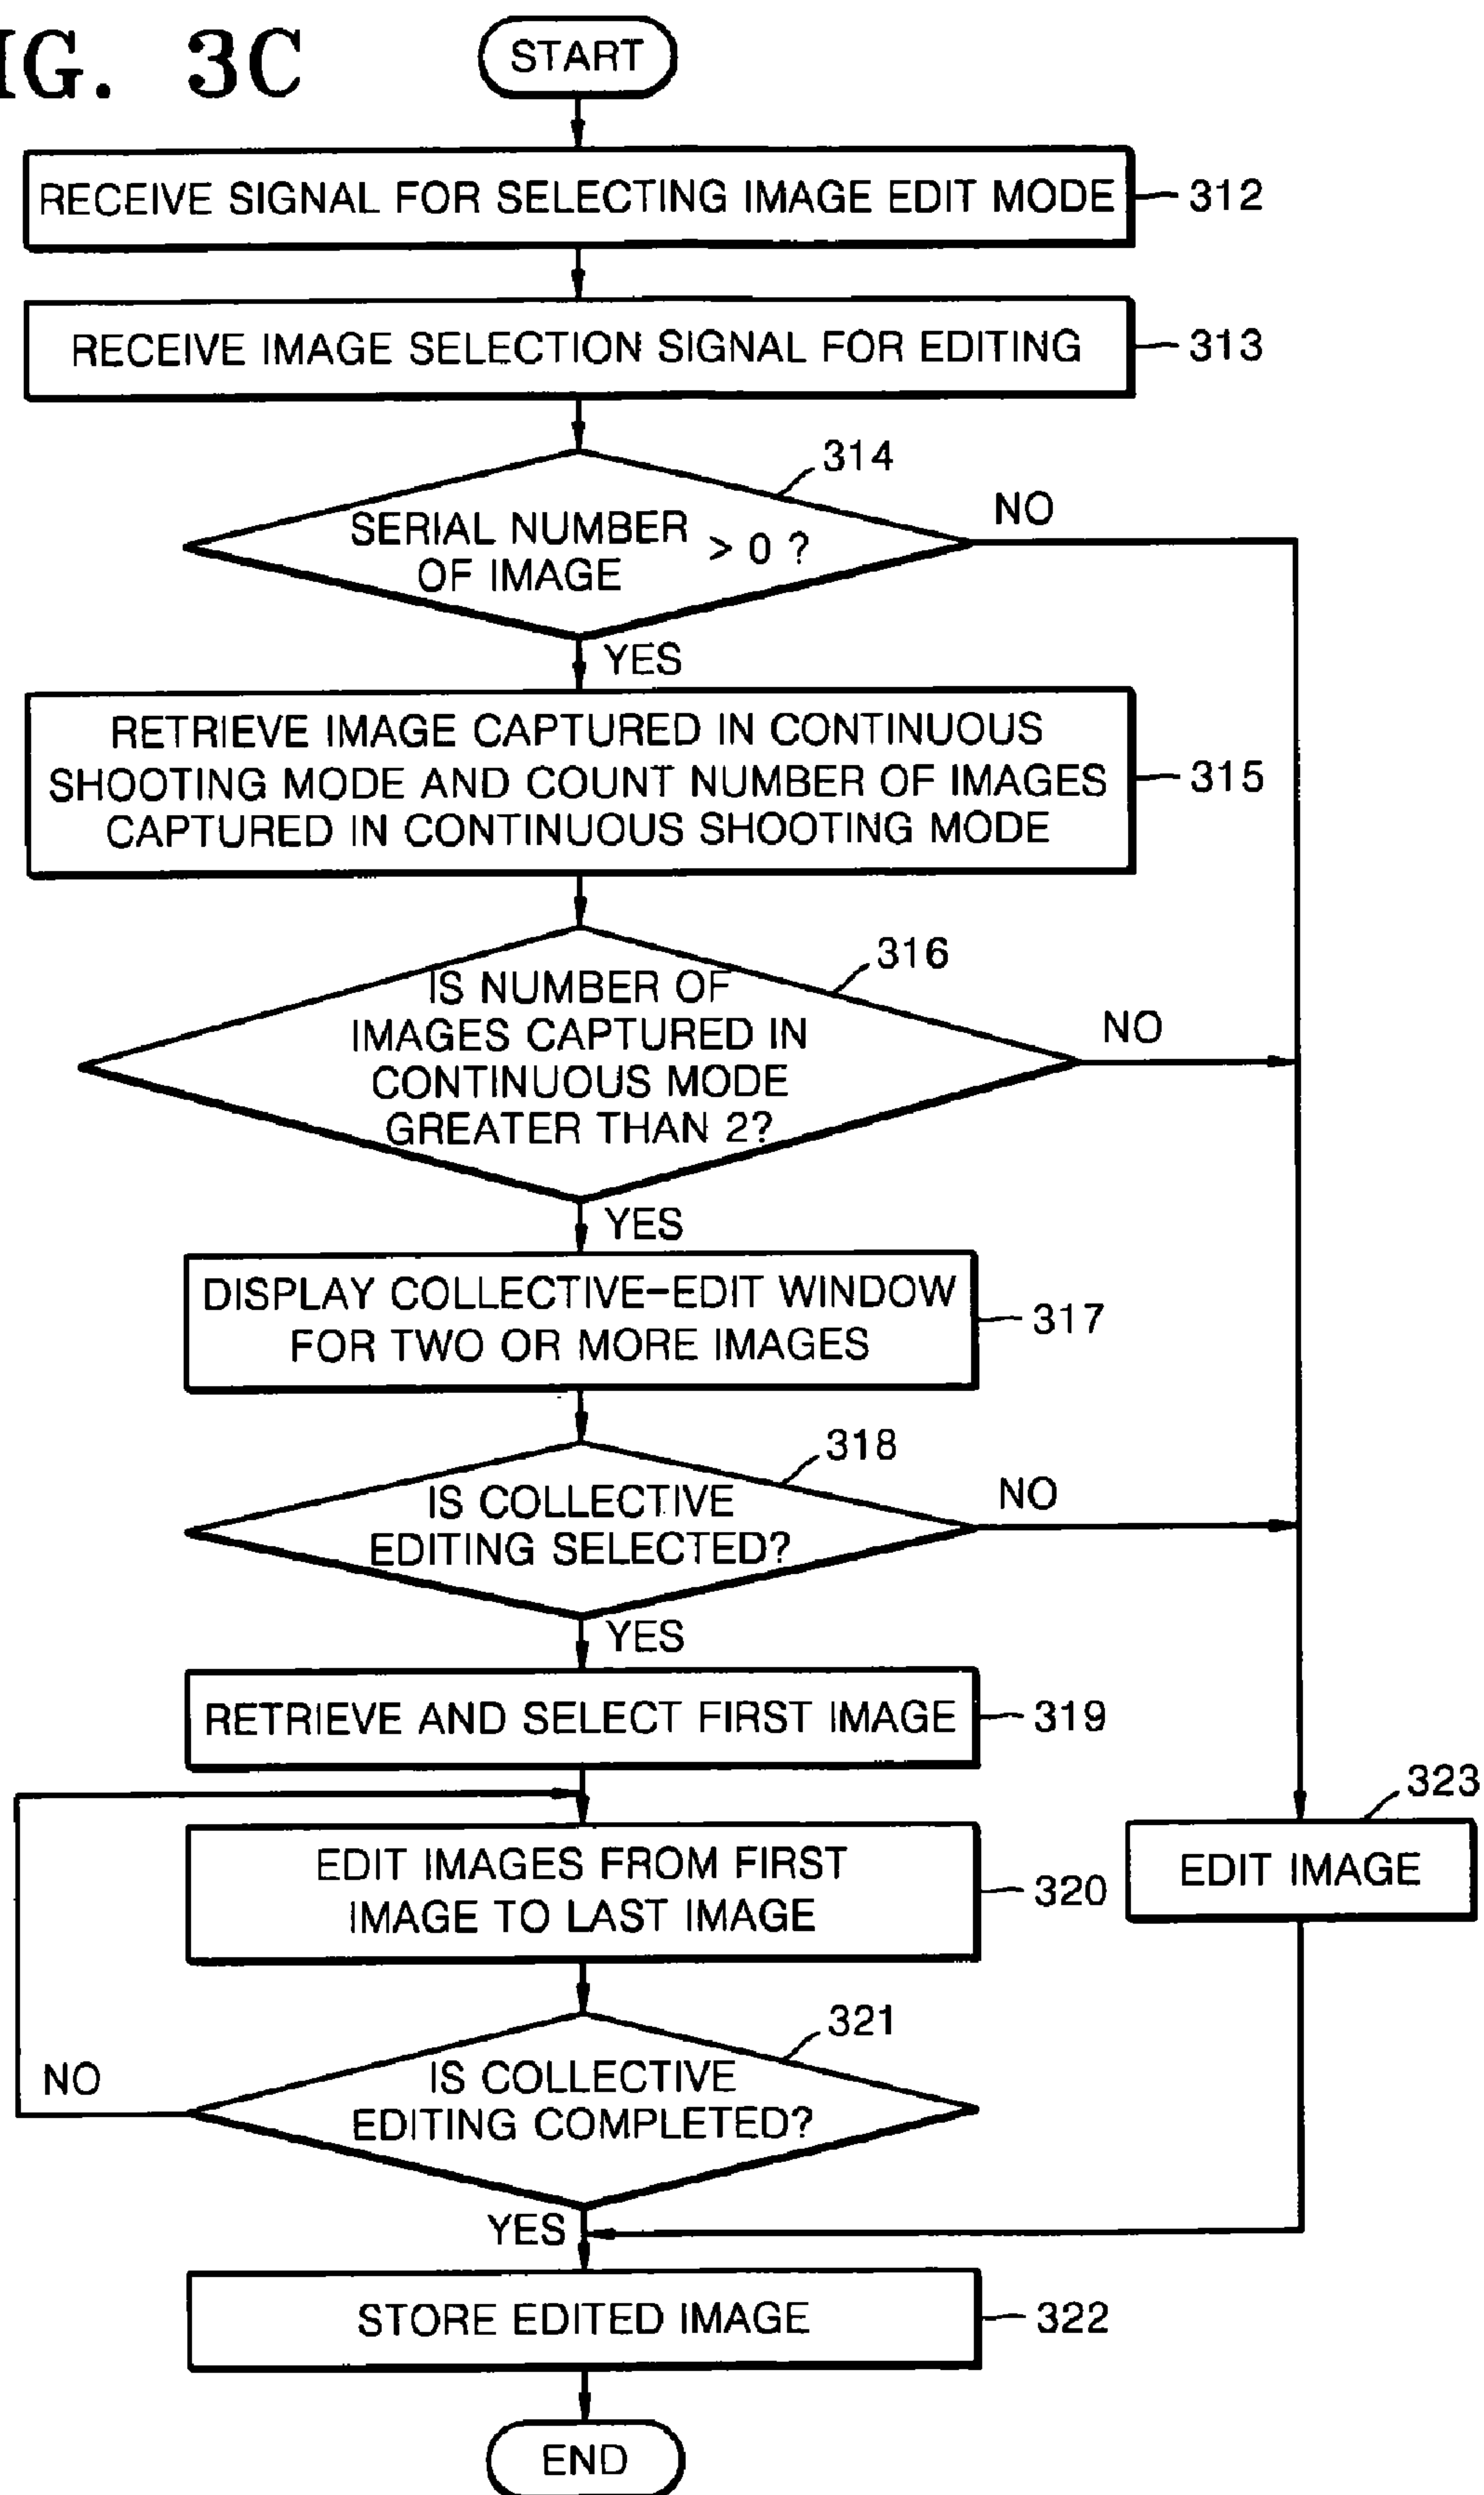 IG. 3C
START
RECEIVE SIGNAL FOR SELECTING IMAGE EDIT MODE
312
RECEIVE IMAGE SELECTION SIGNAL FOR EDITING
313
314
SERIAL NUMBER
OF IMAGE
> 0 ?
NO
YES
RETRIEVE IMAGE CAPTURED IN CONTINUOUS
SHOOTING MODE AND COUNT NUMBER OF IMAGES
CAPTURED IN CONTINUOUS SHOOTING MODE
315
316
IS NUMBER OF
IMAGES CAPTURED IN
CONTINUOUS MODE
GREATER THAN 2?
NO
YES
DISPLAY COLLECTIVE-EDIT WINDOW
FOR TWO OR MORE IMAGES
317
318
IS COLLECTIVE
EDITING SELECTED?
NO
YES
RETRIEVE AND SELECT FIRST IMAGE
319
323
EDIT IMAGES FROM FIRST
IMAGE TO LAST IMAGE
320
EDIT IMAGE
321
IS COLLECTIVE
EDITING COMPLETED?
NO
YES
STORE EDITED IMAGE
322
END